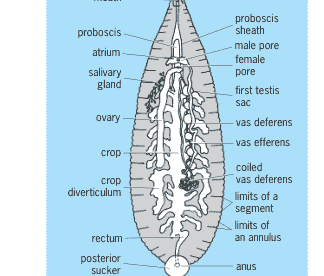 mouth
proboscis
atrium
salivary
gland
ovary
crop
crop
diverticulum
rectum
posterior
sucker
proboscis
sheath
male pore
female
pore
first testis
sac
vas deferens
vas efferens
coiled
vas deferens
limits of a
segment
limits of
an annulus
anus